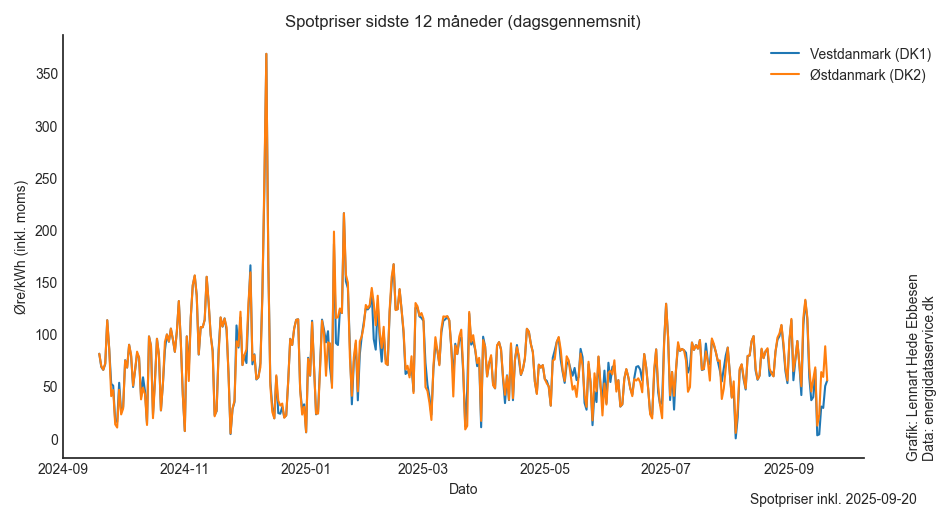 Spotpriser sidste 12 måneder (dagsgennemsnit)
Vestdanmark (DK1)
Østdanmark (DK2)
Øre/kWh (inkl. moms)
350
300
250
200
150
100
50
0
2024-09
2024-11
2025-01
2025-03
2025-05
2025-07
2025-09
Dato
Grafik: Lennart Hede Ebbesen
Data: energidataservice.dk
Spotpriser inkl. 2025-09-20